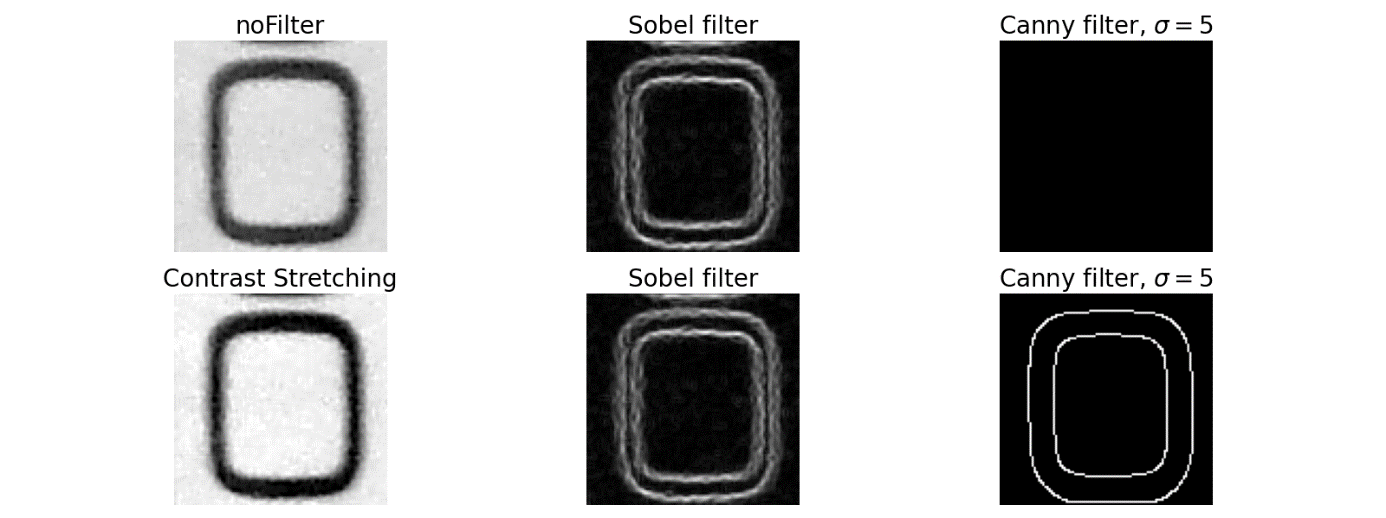 noFilter
Sobel filter
Canny filter, σ = 5
Contrast Stretching
Sobel filter
Canny filter, σ = 5